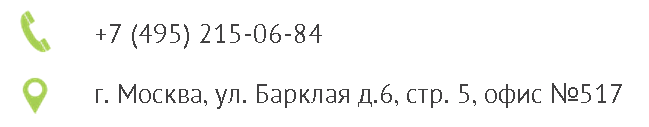 +7 (495) 215-06-84
г. Москва, ул. Барклая д.6, стр. 5, офис №517